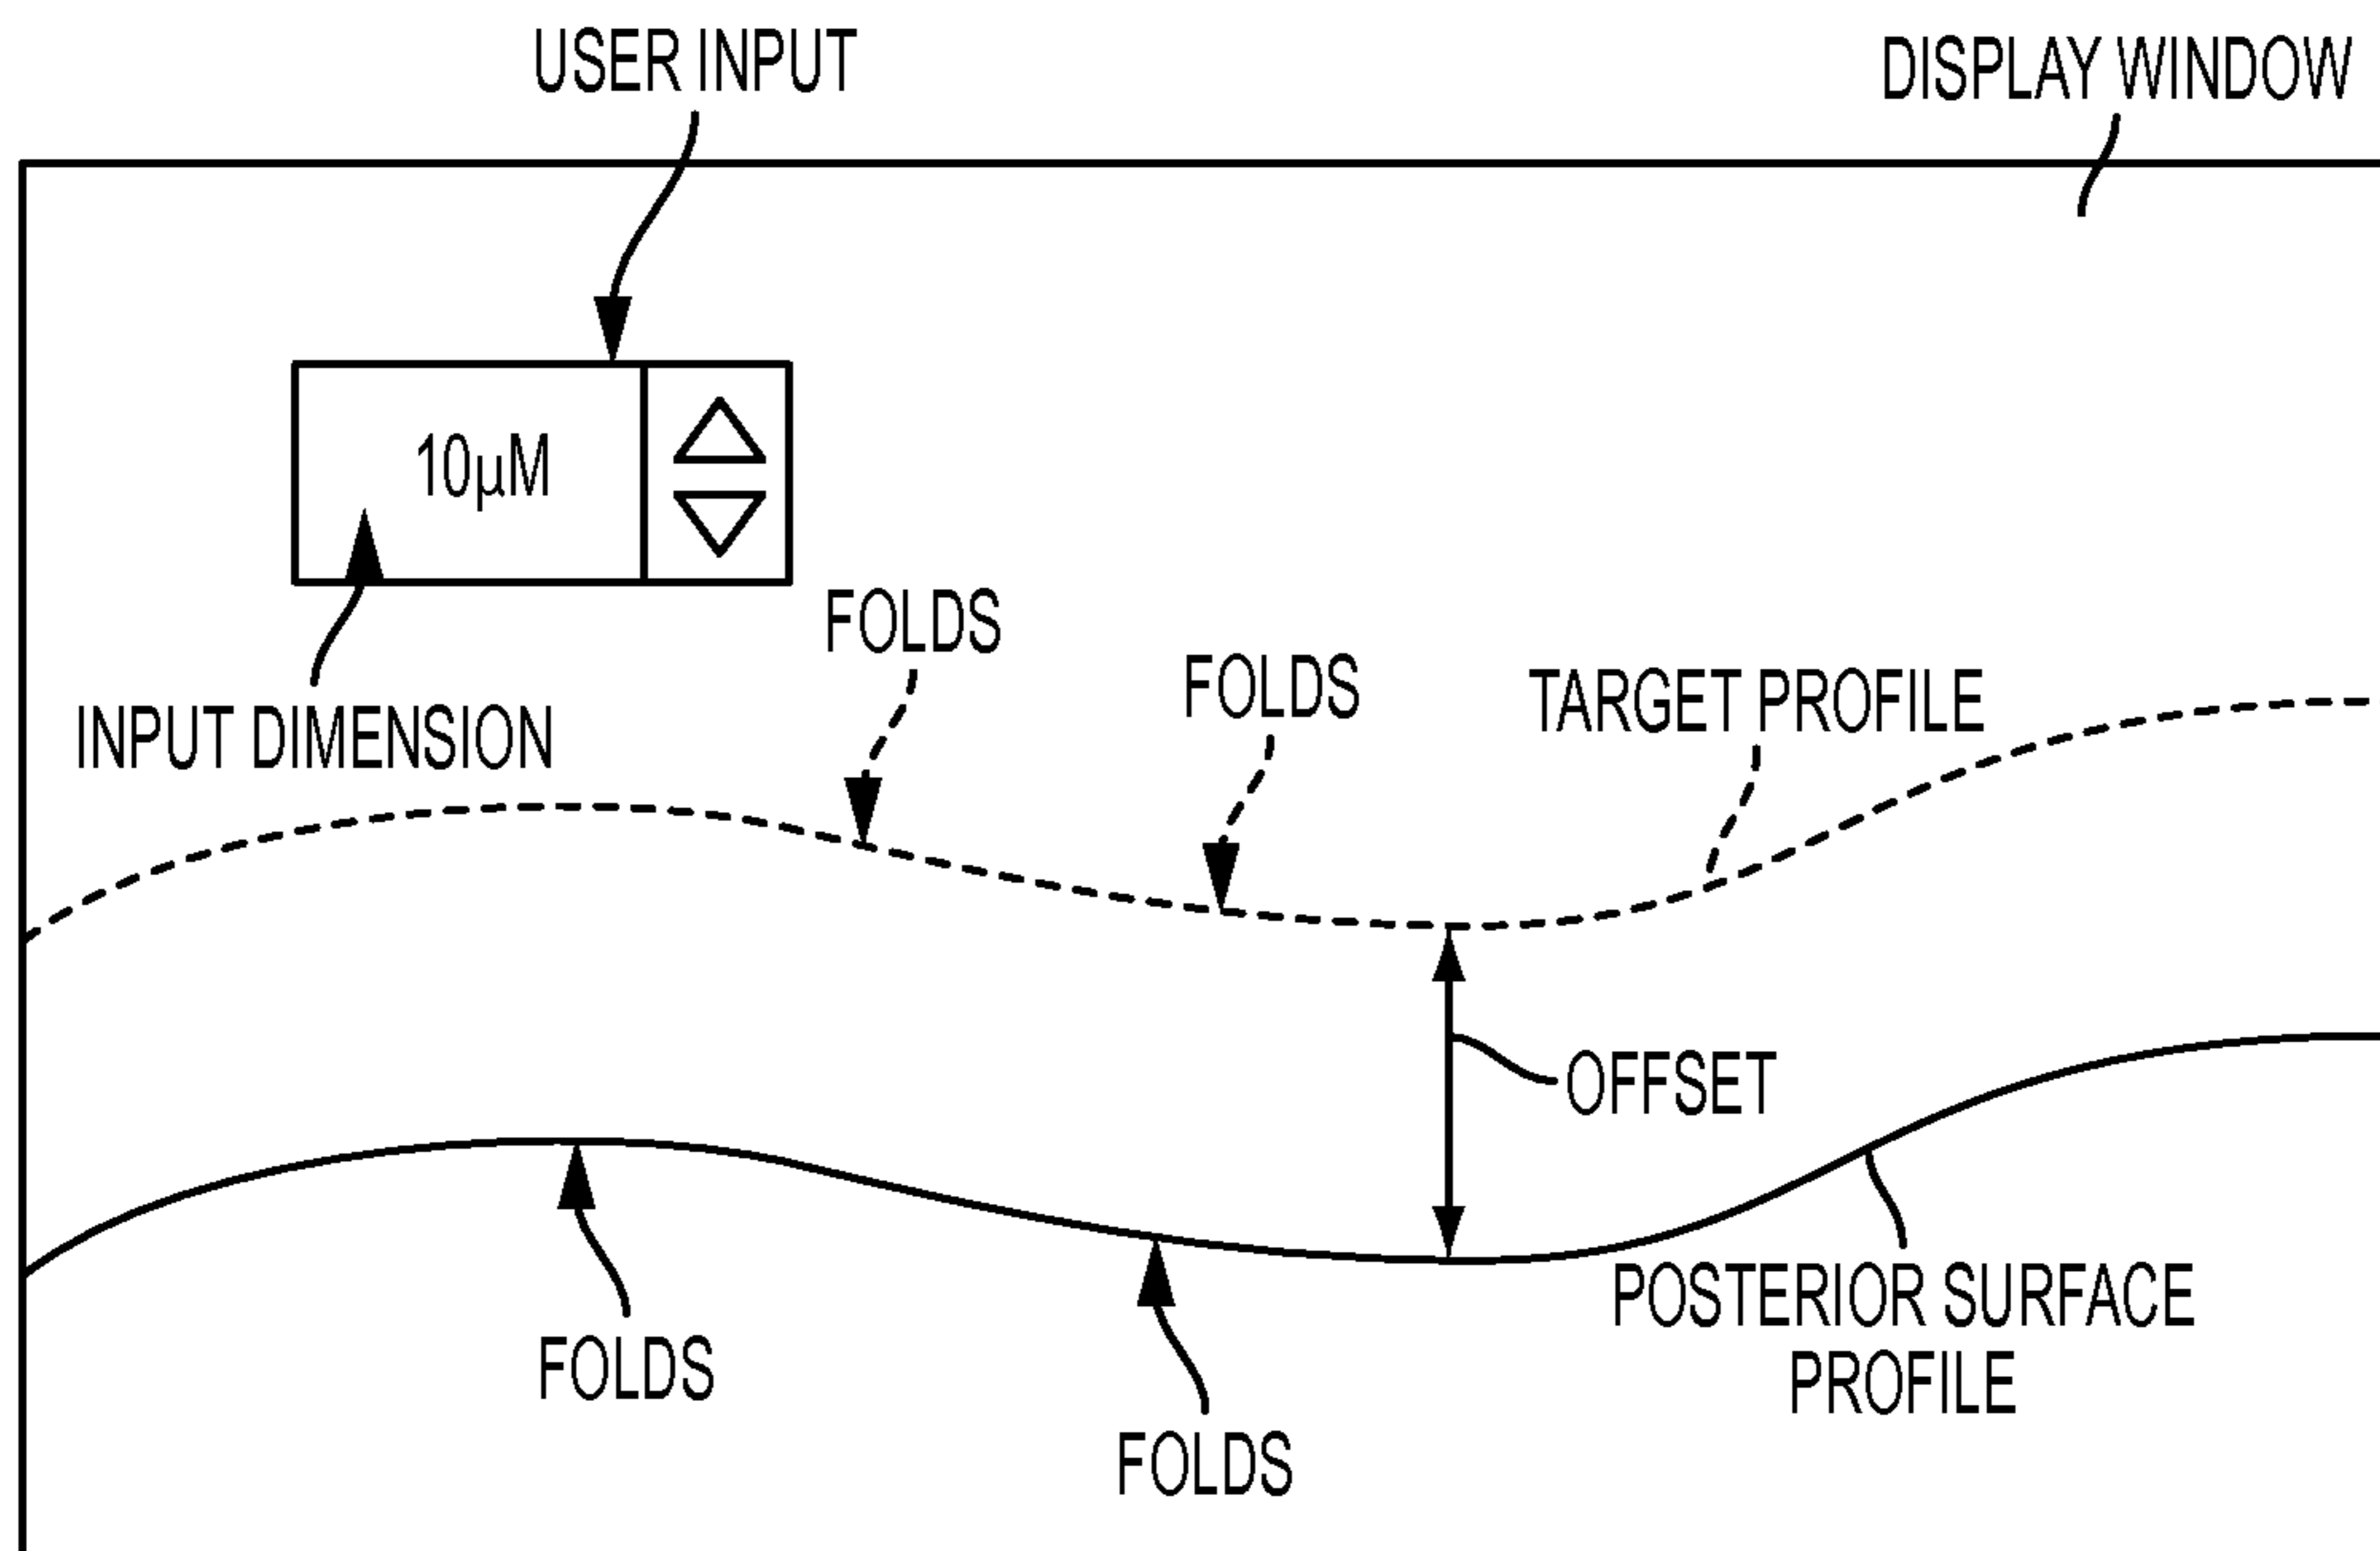 USER INPUT
DISPLAY WINDOW
10µM
INPUT DIMENSION
FOLDS
FOLDS
TARGET PROFILE
OFFSET
POSTERIOR SURFACE
PROFILE
FOLDS
FOLDS